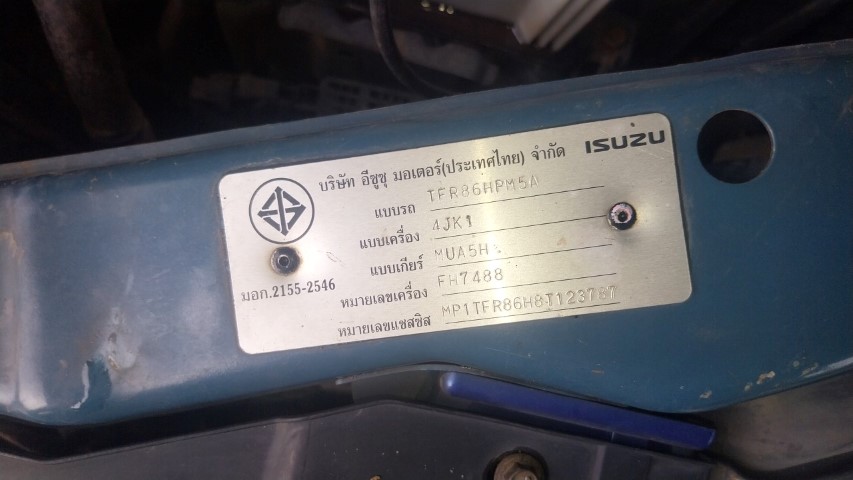 บริษัท อีซูซุ มอเตอร์(ประเทศไทย) จำกัด ISUZU
แบบรถ TFR86HPM5A
แบบเครื่อง 4JK1
แบบเกียร์
มอก.2155-2546
หมายเลขเครื่อง FH7488
หมายเลขแชสซิส MP1TFR86H8T123787